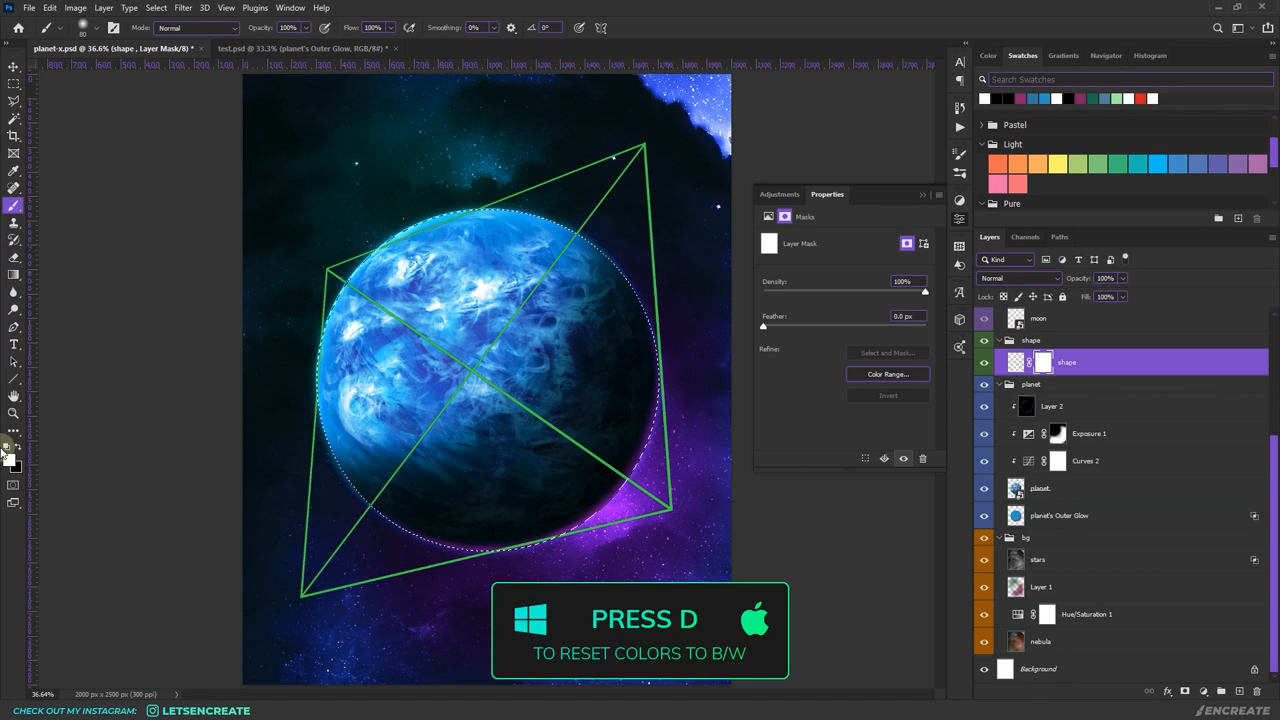 File Edit Image Layer Type Select Filter 3D View Plugins Window Help
80 Mode: Normal Opacity: 100% Flow: 100% Smoothing: 0% 0°
planet-x.psd @ 36.6% (shape , Layer Mask/8) * × test.psd @ 33.3% (planet's Outer Glow, RGB/8#) * ×
Color Swatches Gradients Navigator Histogram
Search Swatches
Pastel
Light
Pure
Adjustments Properties
Masks
Layer Mask
Density: 100%
Feather: 0.0 px
Refine: Select and Mask...
Color Range...
Invert
Layers Channels Paths
Kind
Normal Opacity: 100%
Lock: Fill: 100%
moon
shape
shape
planet
Layer 2
Exposure 1
Curves 2
planet
planet's Outer Glow
bg
stars
Layer 1
Hue/Saturation 1
nebula
Background
PRESS D
TO RESET COLORS TO B/W
36.64% 2000 px x 2500 px (300 ppi)
CHECK OUT MY INSTAGRAM: LETSENCREATE
ENCREATE